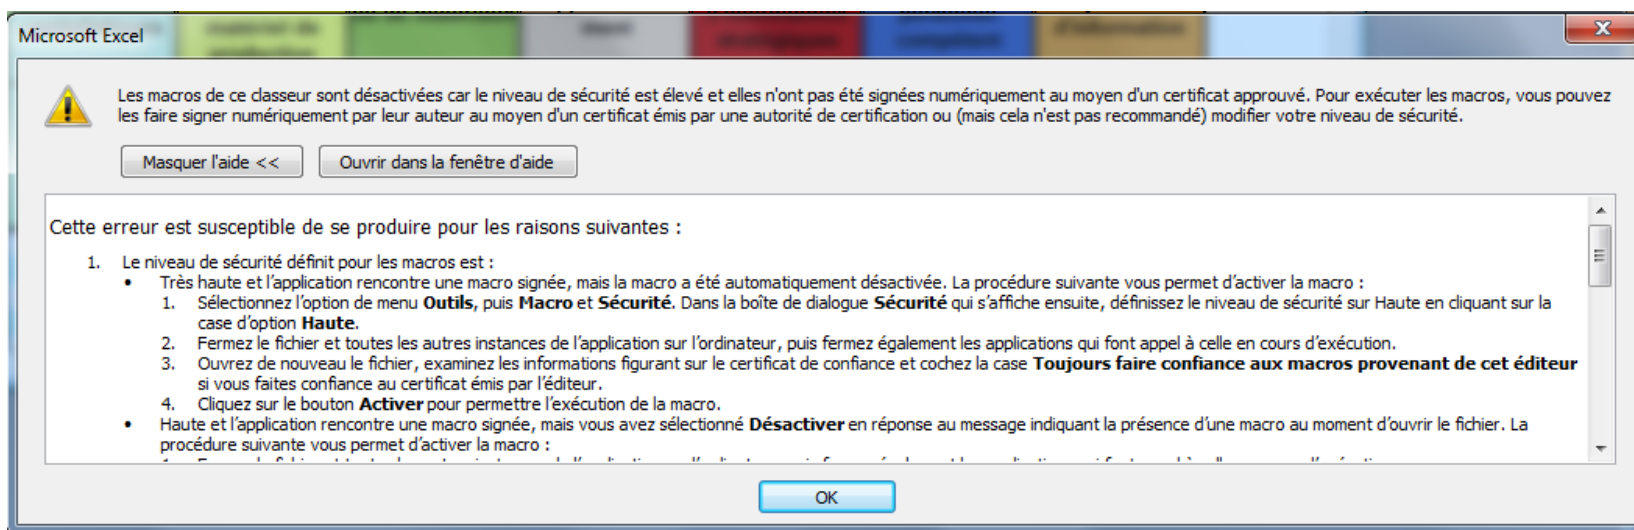 matériel de
production
ment
stratégiques
compétent
d'information
Microsoft Excel
Les macros de ce classeur sont désactivées car le niveau de sécurité est élevé et elles n'ont pas été signées numériquement au moyen d'un certificat approuvé. Pour exécuter les macros, vous pouvez
les faire signer numériquement par leur auteur au moyen d'un certificat émis par une autorité de certification ou (mais cela n'est pas recommandé) modifier votre niveau de sécurité.
Masquer l'aide <<
Ouvrir dans la fenêtre d'aide
Cette erreur est susceptible de se produire pour les raisons suivantes :
1. Le niveau de sécurité définit pour les macros est :
• Très haute et l'application rencontre une macro signée, mais la macro a été automatiquement désactivée. La procédure suivante vous permet d'activer la macro :
1. Sélectionnez l'option de menu Outils, puis Macro et Sécurité. Dans la boîte de dialogue Sécurité qui s'affiche ensuite, définissez le niveau de sécurité sur Haute en cliquant sur la
case d'option Haute.
2. Fermez le fichier et toutes les autres instances de l'application sur l'ordinateur, puis fermez également les applications qui font appel à celle en cours d'exécution.
3. Ouvrez de nouveau le fichier, examinez les informations figurant sur le certificat de confiance et cochez la case Toujours faire confiance aux macros provenant de cet éditeur
si vous faites confiance au certificat émis par l'éditeur.
4. Cliquez sur le bouton Activer pour permettre l'exécution de la macro.
• Haute et l'application rencontre une macro signée, mais vous avez sélectionné Désactiver en réponse au message indiquant la présence d'une macro au moment d'ouvrir le fichier. La
procédure suivante vous permet d'activer la macro :
OK